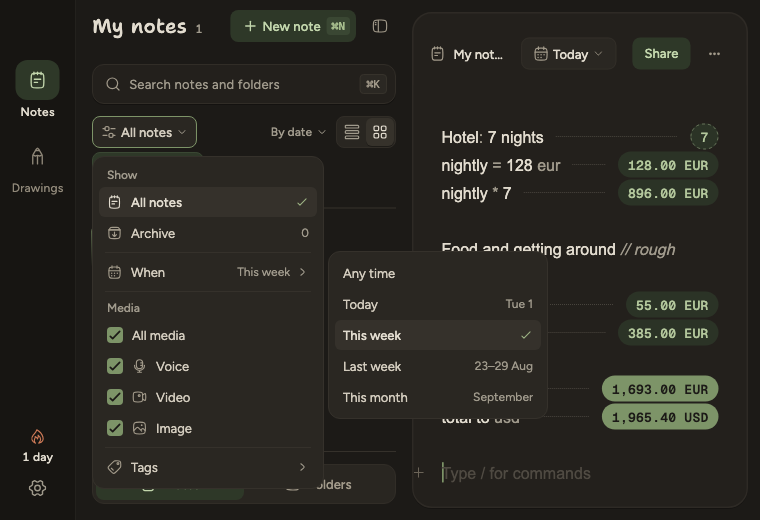 My notes 1
+ New note ⌘N
Search notes and folders ⌘K
All notes
By date
Notes
Drawings
1 day
Show
All notes
Archive 0
When This week
Media
All media
Voice
Video
Image
Tags
Any time
Today Tue 1
This week
Last week 23–29 Aug
This month September
My not...
Today
Share
Hotel: 7 nights 7
nightly = 128 eur 128.00 EUR
nightly * 7 896.00 EUR
Food and getting around // rough
55.00 EUR
385.00 EUR
1,693.00 EUR
total to usd 1,965.40 USD
+ Type / for commands